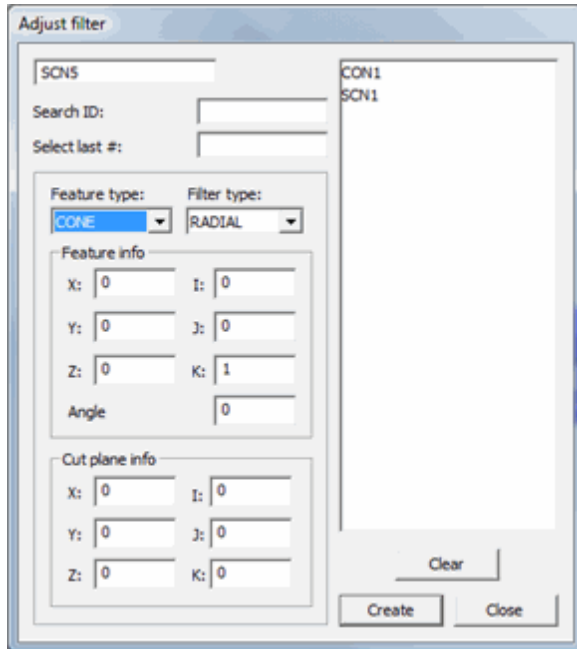 Adjust filter
SCN5
Search ID:
Select last #:
Feature type: Filter type:
CONE RADIAL
Feature info
X: 0 I: 0
Y: 0 J: 0
Z: 0 K: 1
Angle 0
Cut plane info
X: 0 I: 0
Y: 0 J: 0
Z: 0 K: 0
CON1
SCN1
Clear
Create Close